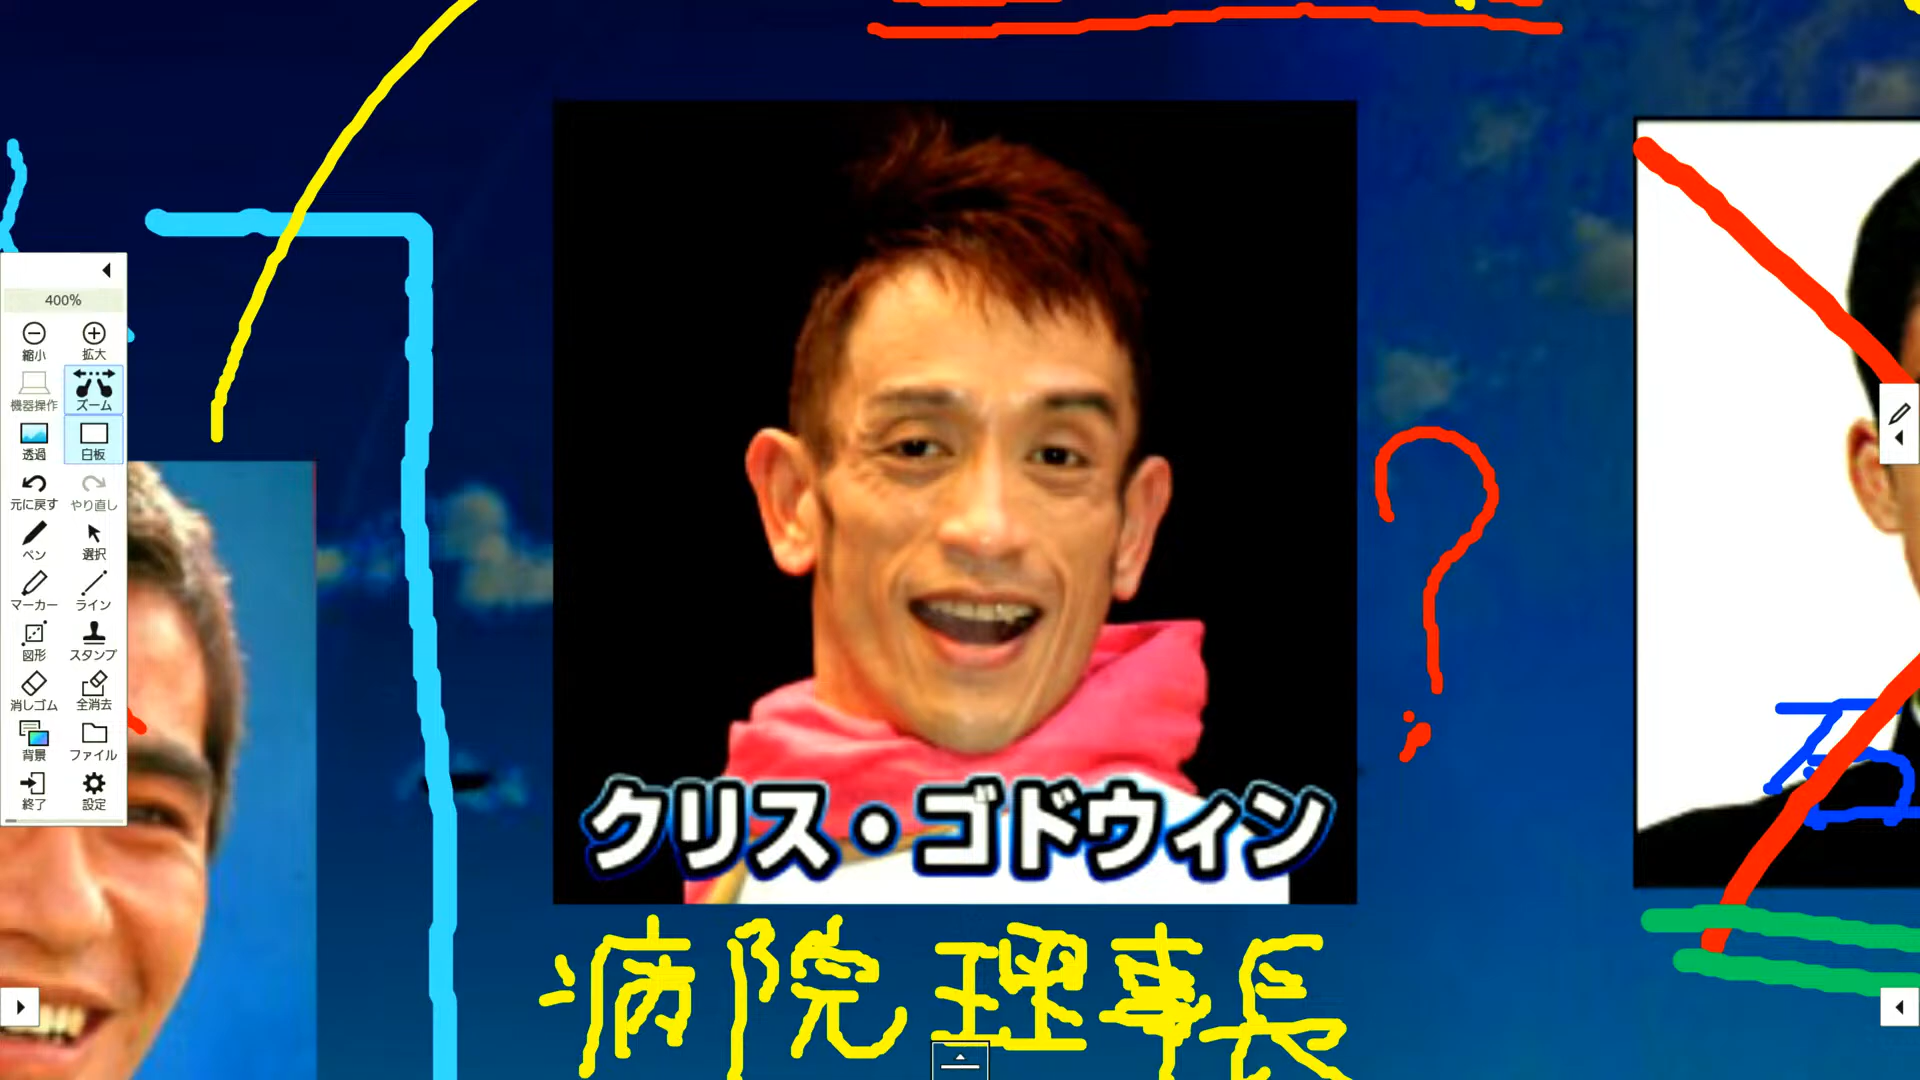 400%
縮小 拡大
機器操作 ズーム
透過 白板
元に戻す やり直し
ペン 選択
マーカー ライン
図形 スタンプ
消しゴム 全消去
背景 ファイル
終了 設定
クリス・ゴドウィン
?
病院理事長